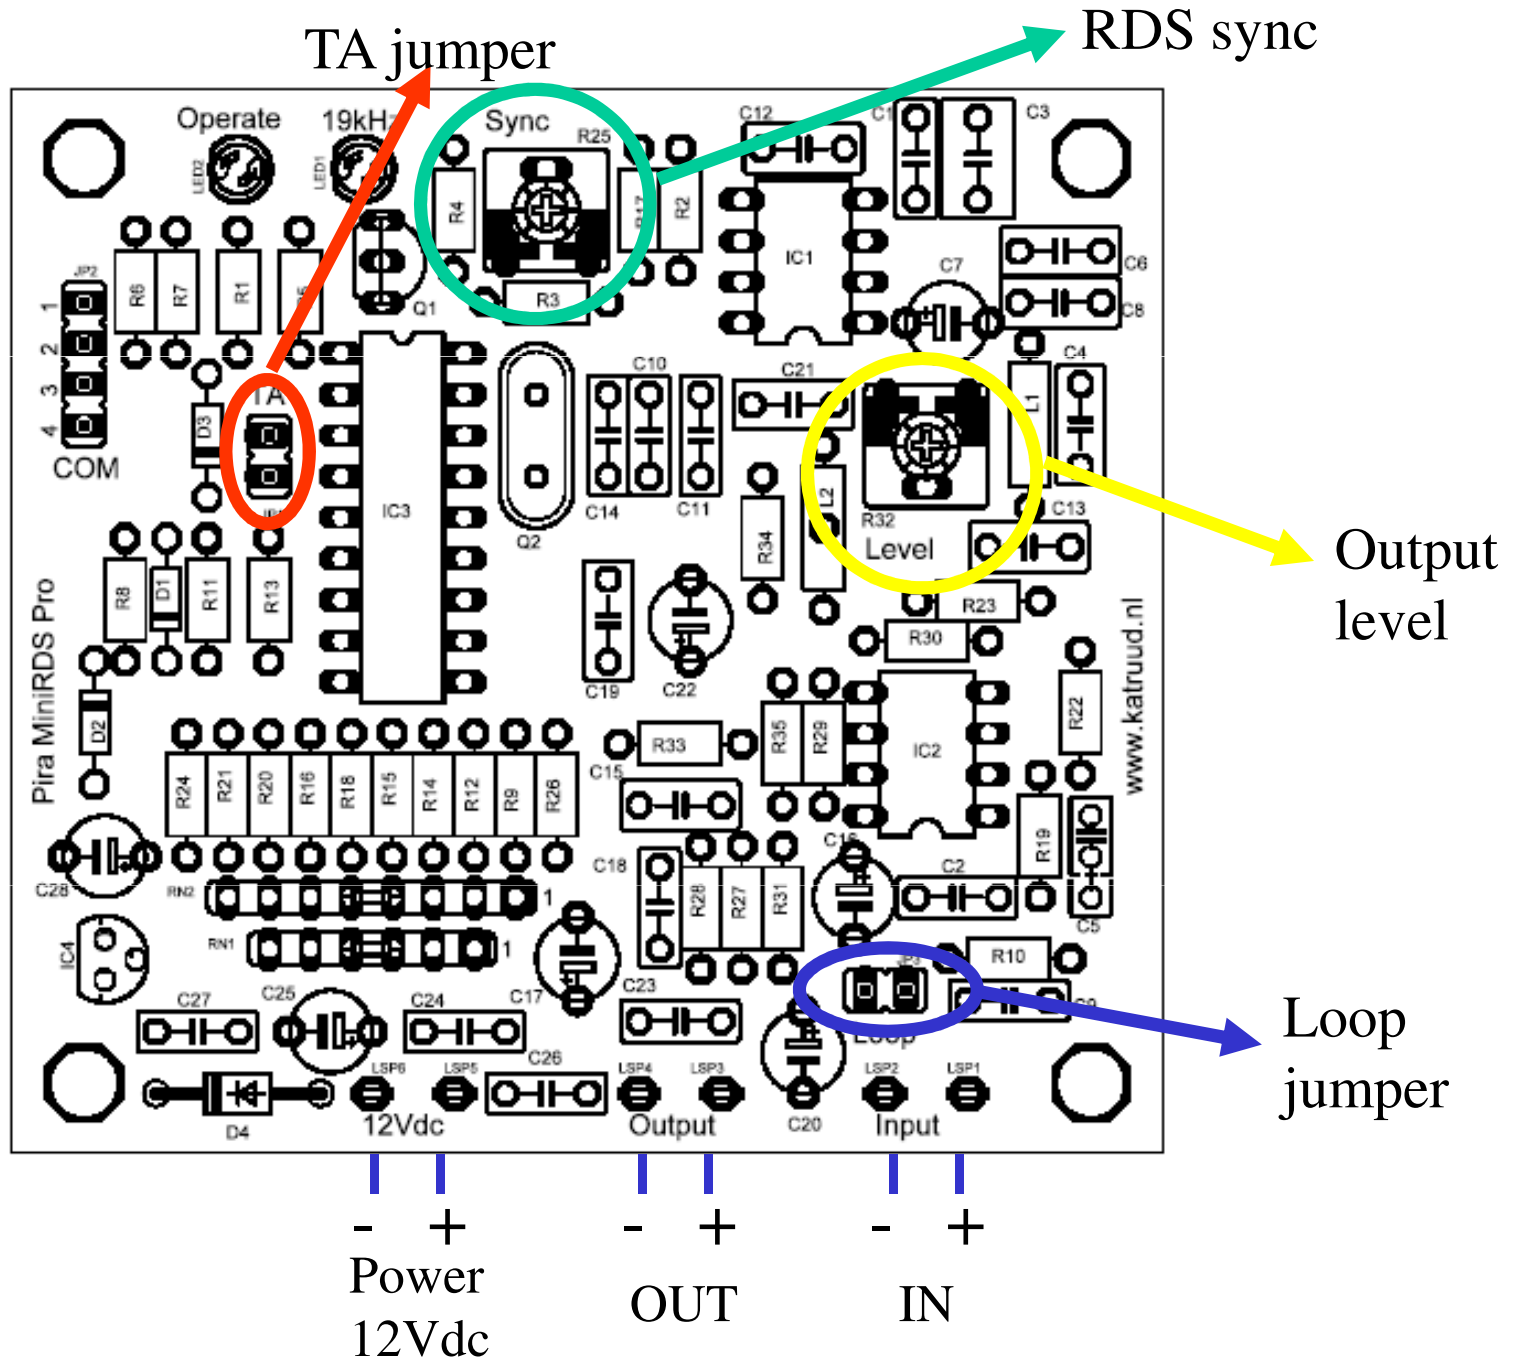 TA jumper
RDS sync
Operate
19kHz
Sync
R25
C12
C1
C3
LED2
LED1
R4
R17
R2
IC1
C6
C7
C8
JP2
1
2
3
4
COM
R6
R7
R1
Q1
R3
C10
C21
C4
L1
TA
D3
IC3
Q2
C14
C11
R34
L2
R32
Level
C13
Output
level
R8
D1
R11
R13
R23
R30
C19
C22
R22
Pira MiniRDS Pro
www.katruud.nl
D2
R33
R35
R29
IC2
C15
R24
R21
R20
R16
R18
R15
R14
R12
R9
R26
R19
C16
C28
RN2
1
C18
R28
R27
R31
C2
C5
IC4
RN1
1
JP3
R10
C27
C25
C24
C17
C23
C9
Loop
Loop
jumper
C26
LSP6
LSP5
LSP4
LSP3
LSP2
LSP1
D4
12Vdc
Output
C20
Input
- + - + - +
Power
12Vdc
OUT
IN